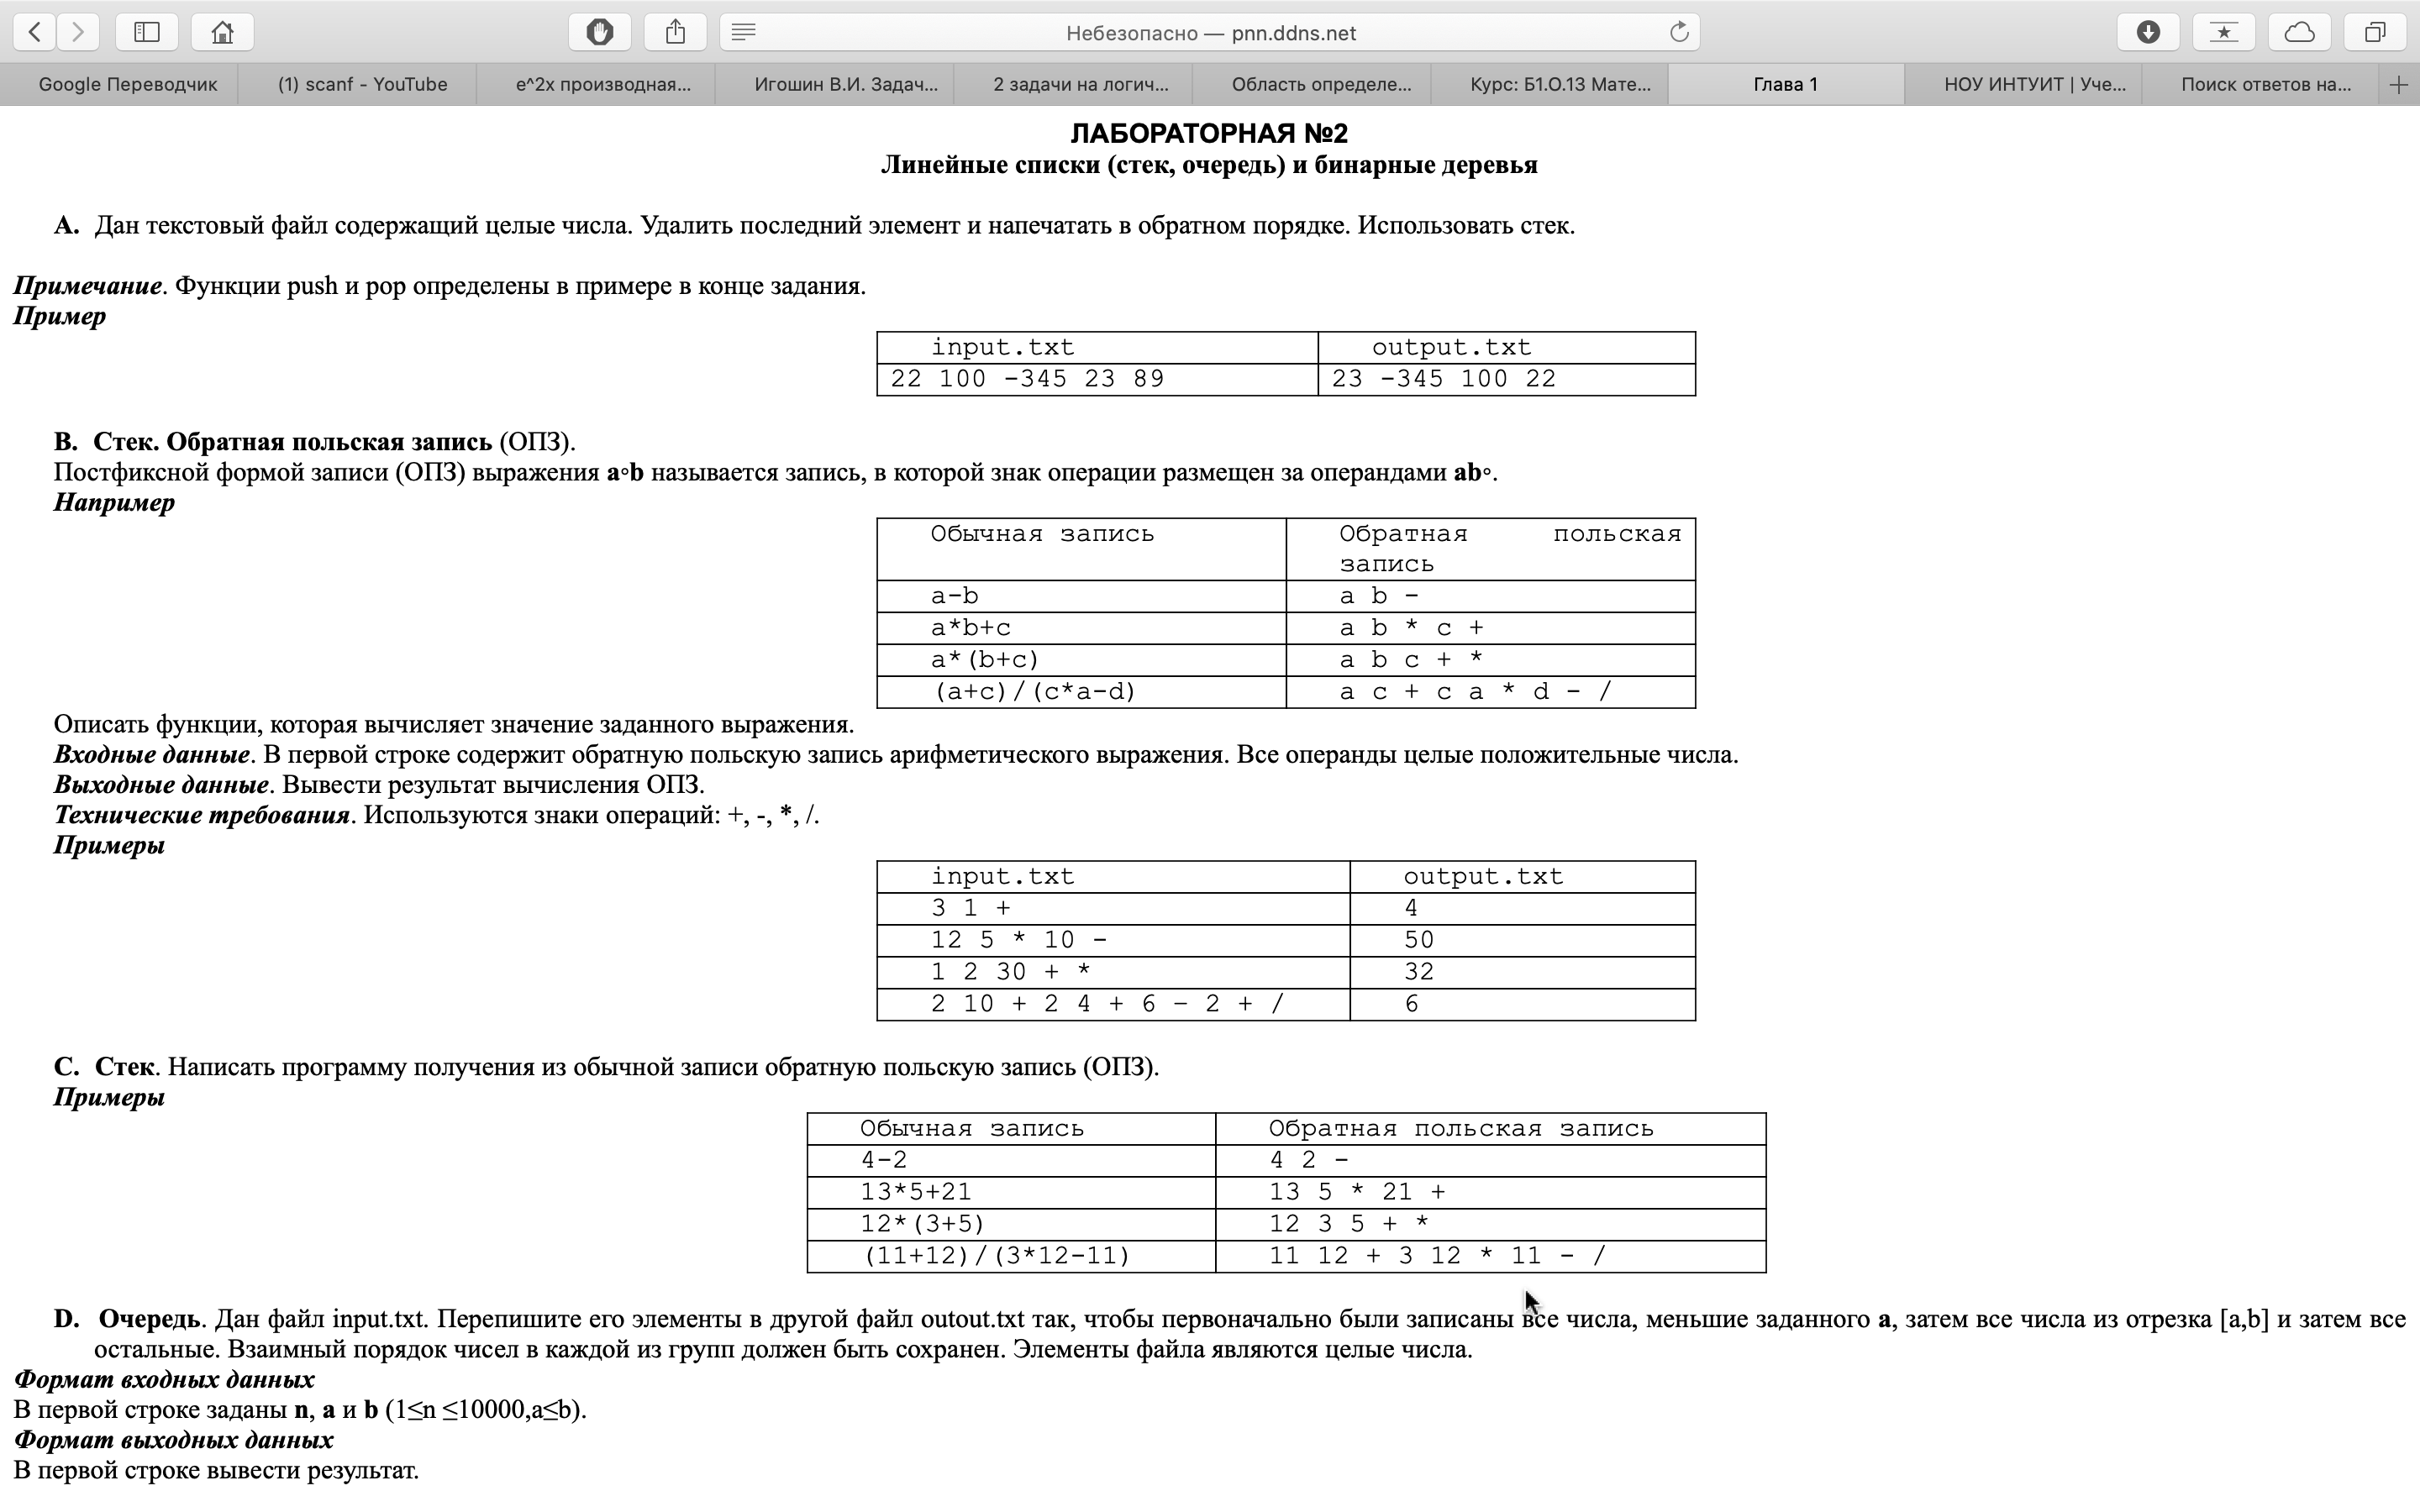 Небезопасно — pnn.ddns.net
Google Переводчик
(1) scanf - YouTube
e^2x производная...
Игошин В.И. Задач...
2 задачи на логич...
Область определе...
Курс: Б1.О.13 Мате...
Глава 1
НОУ ИНТУИТ | Уче...
Поиск ответов на...
ЛАБОРАТОРНАЯ №2
Линейные списки (стек, очередь) и бинарные деревья
A. Дан текстовый файл содержащий целые числа. Удалить последний элемент и напечатать в обратном порядке. Использовать стек.
Примечание. Функции push и pop определены в примере в конце задания.
Пример
input.txt output.txt
22 100 -345 23 89 23 -345 100 22
B. Стек. Обратная польская запись (ОПЗ).
Постфиксной формой записи (ОПЗ) выражения a∘b называется запись, в которой знак операции размещен за операндами ab∘.
Например
Обычная запись Обратная польская
запись
a-b a b -
a*b+c a b * c +
a*(b+c) a b c + *
(a+c)/(c*a-d) a c + c a * d - /
Описать функции, которая вычисляет значение заданного выражения.
Входные данные. В первой строке содержит обратную польскую запись арифметического выражения. Все операнды целые положительные числа.
Выходные данные. Вывести результат вычисления ОПЗ.
Технические требования. Используются знаки операций: +, -, *, /.
Примеры
input.txt output.txt
3 1 + 4
12 5 * 10 - 50
1 2 30 + * 32
2 10 + 2 4 + 6 – 2 + / 6
C. Стек. Написать программу получения из обычной записи обратную польскую запись (ОПЗ).
Примеры
Обычная запись Обратная польская запись
4-2 4 2 -
13*5+21 13 5 * 21 +
12*(3+5) 12 3 5 + *
(11+12)/(3*12-11) 11 12 + 3 12 * 11 - /
D. Очередь. Дан файл input.txt. Перепишите его элементы в другой файл outout.txt так, чтобы первоначально были записаны все числа, меньшие заданного a, затем все числа из отрезка [a,b] и затем все
остальные. Взаимный порядок чисел в каждой из групп должен быть сохранен. Элементы файла являются целые числа.
Формат входных данных
В первой строке заданы n, a и b (1≤n ≤10000,a≤b).
Формат выходных данных
В первой строке вывести результат.